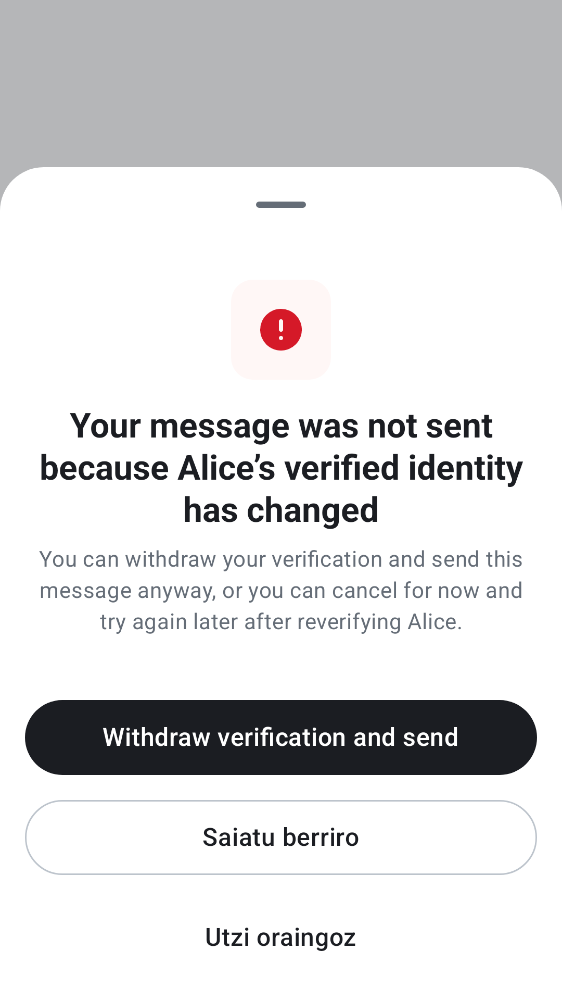 Your message was not sent
because Alice’s verified identity
has changed
You can withdraw your verification and send this
message anyway, or you can cancel for now and
try again later after reverifying Alice.
Withdraw verification and send
Saiatu berriro
Utzi oraingoz